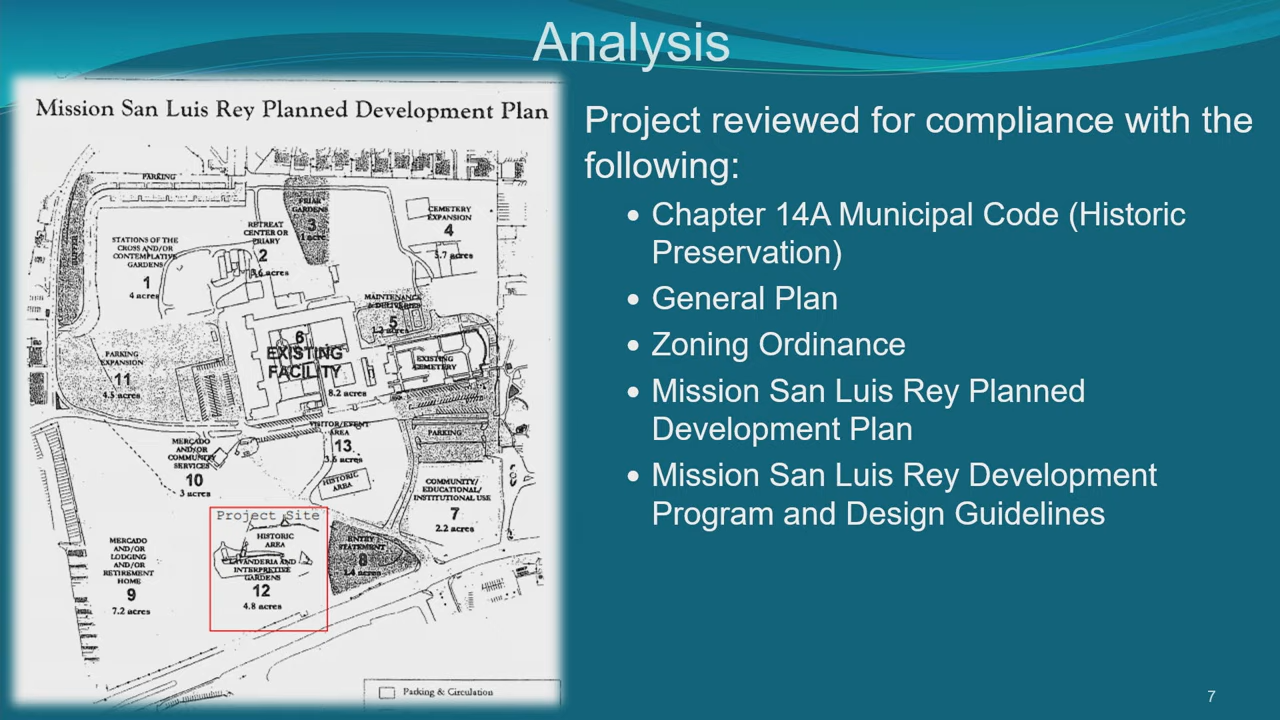 Analysis
Mission San Luis Rey Planned Development Plan
PARKING
FRIAR
GARDENS
3
1 acre
CEMETERY
EXPANSION
4
3.7 acres
RETREAT
CENTER OR
FRIARY
2
3.6 acres
STATIONS OF THE
CROSS AND/OR
CONTEMPLATIVE
GARDENS
1
4 acres
MAINTENANCE
& DELIVERIES
5
6
EXISTING
FACILITY
8.2 acres
EXISTING
CEMETERY
PARKING
EXPANSION
11
4.5 acres
VISITOR/EVENT
AREA
13
3.6 acres
PARKING
MERCADO
AND/OR
COMMUNITY
SERVICES
10
3 acres
HISTORIC
AREA
COMMUNITY/
EDUCATIONAL/
INSTITUTIONAL USE
7
2.2 acres
Project Site
HISTORIC
AREA
LAVANDERIA AND
INTERPRETIVE
GARDENS
12
4.8 acres
ENTRY
STATEMENT
8
1.4 acres
MERCADO
AND/OR
LODGING
AND/OR
RETIREMENT
HOME
9
7.2 acres
Parking & Circulation
Project reviewed for compliance with the
following:
• Chapter 14A Municipal Code (Historic
Preservation)
• General Plan
• Zoning Ordinance
• Mission San Luis Rey Planned
Development Plan
• Mission San Luis Rey Development
Program and Design Guidelines
7